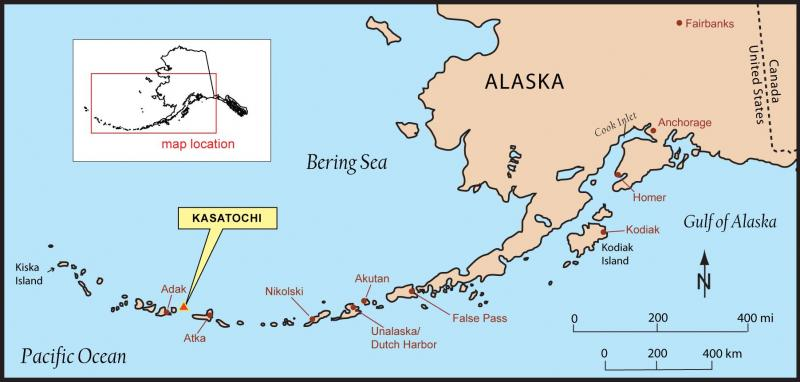 Fairbanks
ALASKA
Canada
United States
map location
Cook Inlet
Anchorage
Bering Sea
Homer
KASATOCHI
Gulf of Alaska
Kodiak
Kodiak
Island
Kiska
Island
N
Adak
Nikolski
Akutan
False Pass
Atka
Unalaska/
Dutch Harbor
0 200 400 mi
Pacific Ocean
0 200 400 km